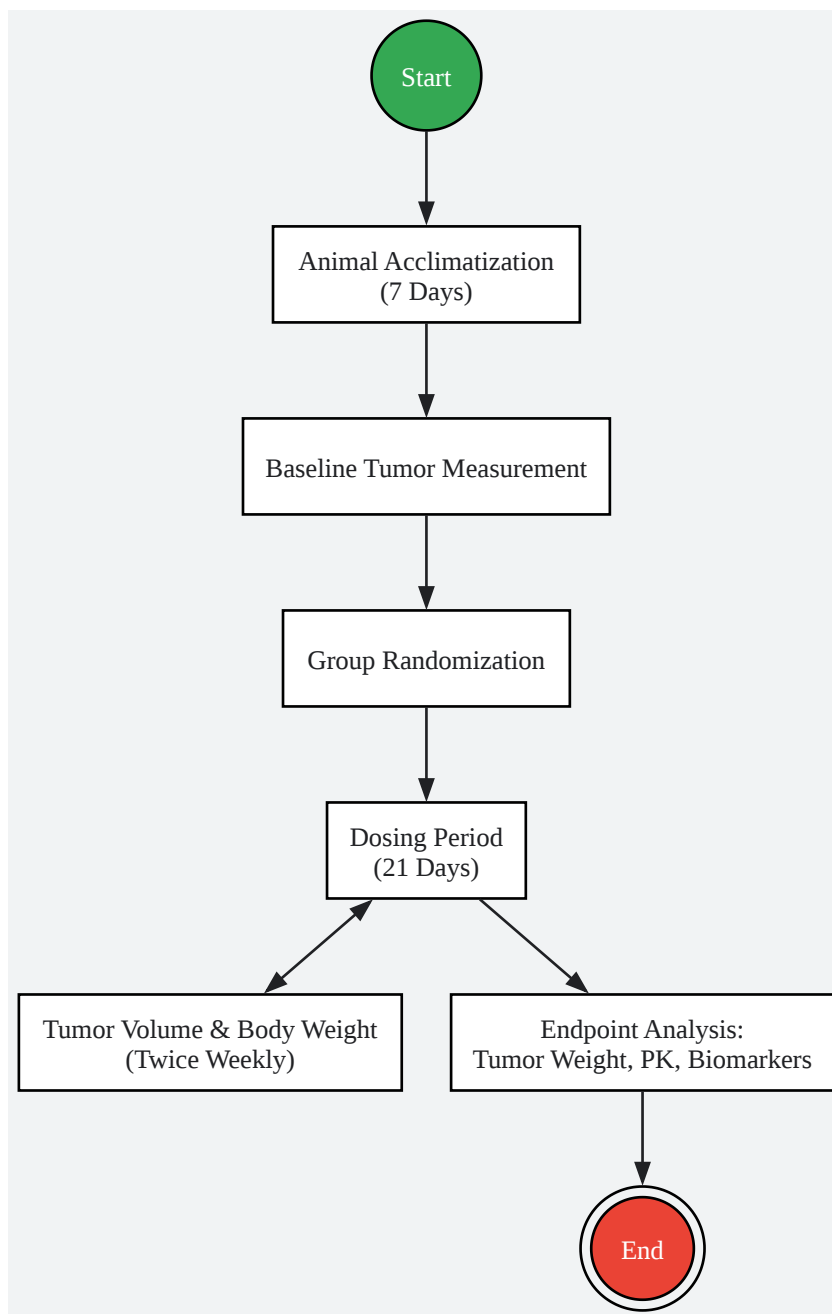 Start
Animal Acclimatization
(7 Days)
Baseline Tumor Measurement
Group Randomization
Dosing Period
(21 Days)
Tumor Volume & Body Weight
(Twice Weekly)
Endpoint Analysis:
Tumor Weight, PK, Biomarkers
End